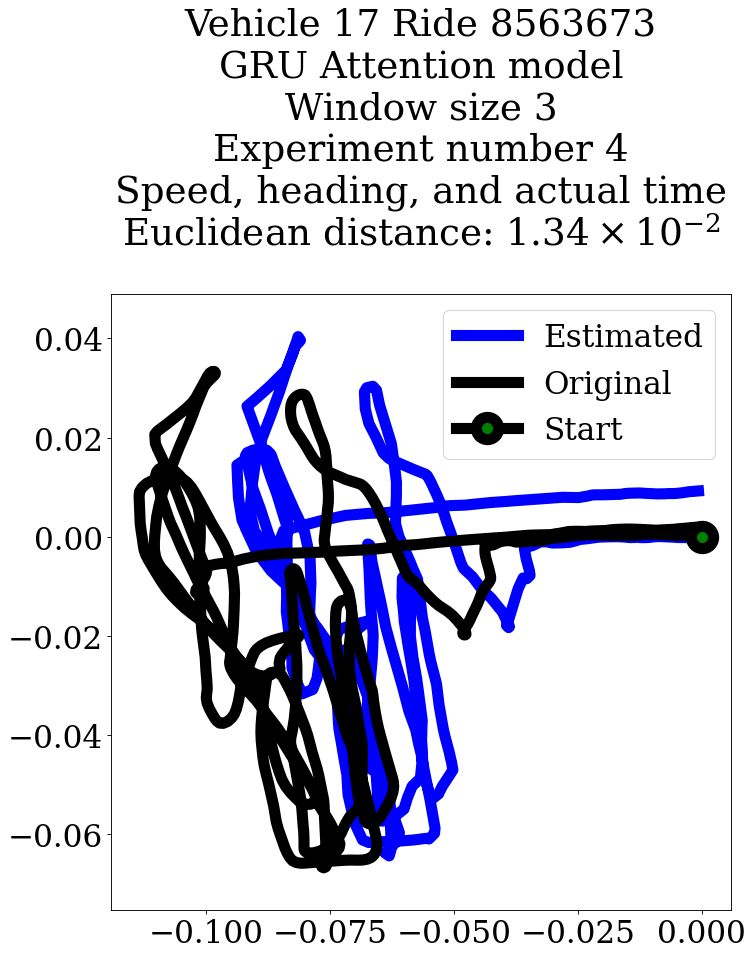 Vehicle 17 Ride 8563673
GRU Attention model
Window size 3
Experiment number 4
Speed, heading, and actual time
Euclidean distance: 1.34 × 10⁻²
Estimated
Original
Start
0.04
0.02
0.00
−0.02
−0.04
−0.06
−0.100 −0.075 −0.050 −0.025 0.000